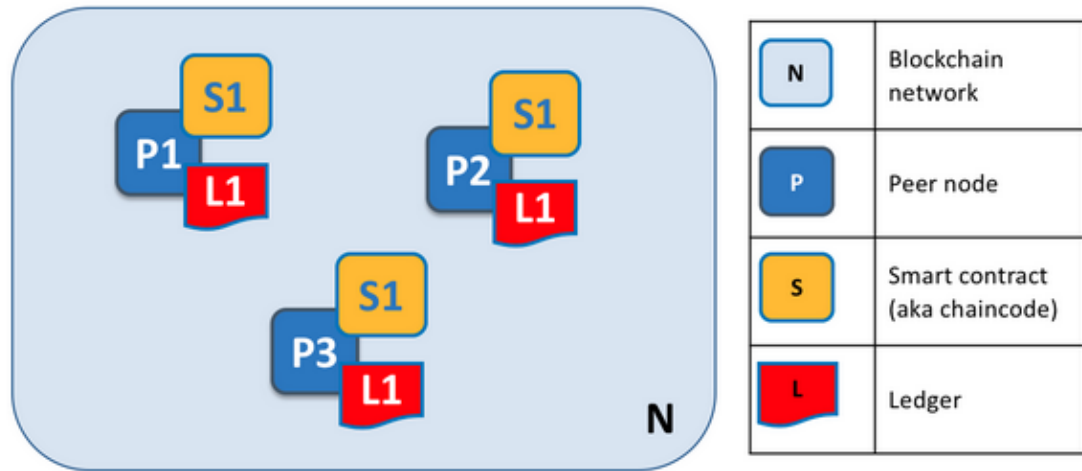 S1
P1
L1
S1
P2
L1
S1
P3
L1
N
N
Blockchain
network
P
Peer node
S
Smart contract
(aka chaincode)
L
Ledger